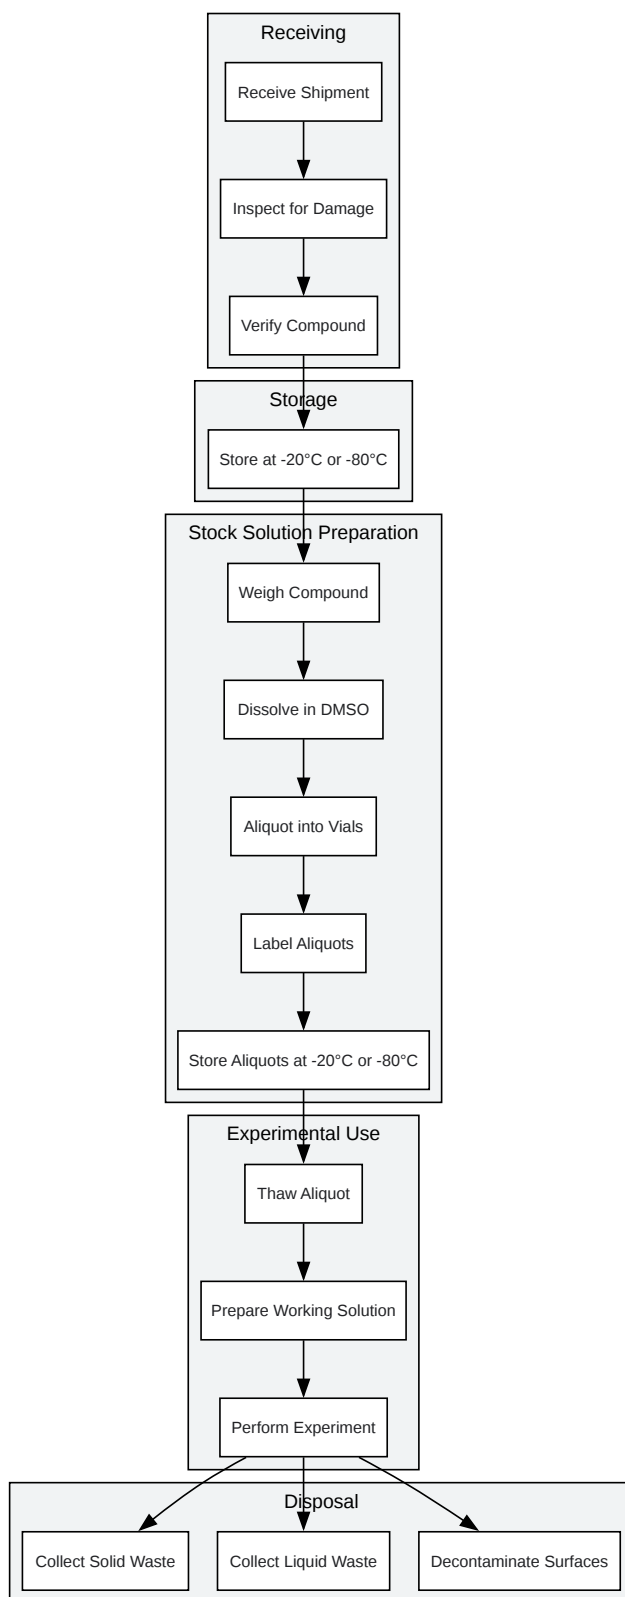 Receiving
Receive Shipment
Inspect for Damage
Verify Compound
Storage
Store at -20°C or -80°C
Stock Solution Preparation
Weigh Compound
Dissolve in DMSO
Aliquot into Vials
Label Aliquots
Store Aliquots at -20°C or -80°C
Experimental Use
Thaw Aliquot
Prepare Working Solution
Perform Experiment
Disposal
Collect Solid Waste
Collect Liquid Waste
Decontaminate Surfaces